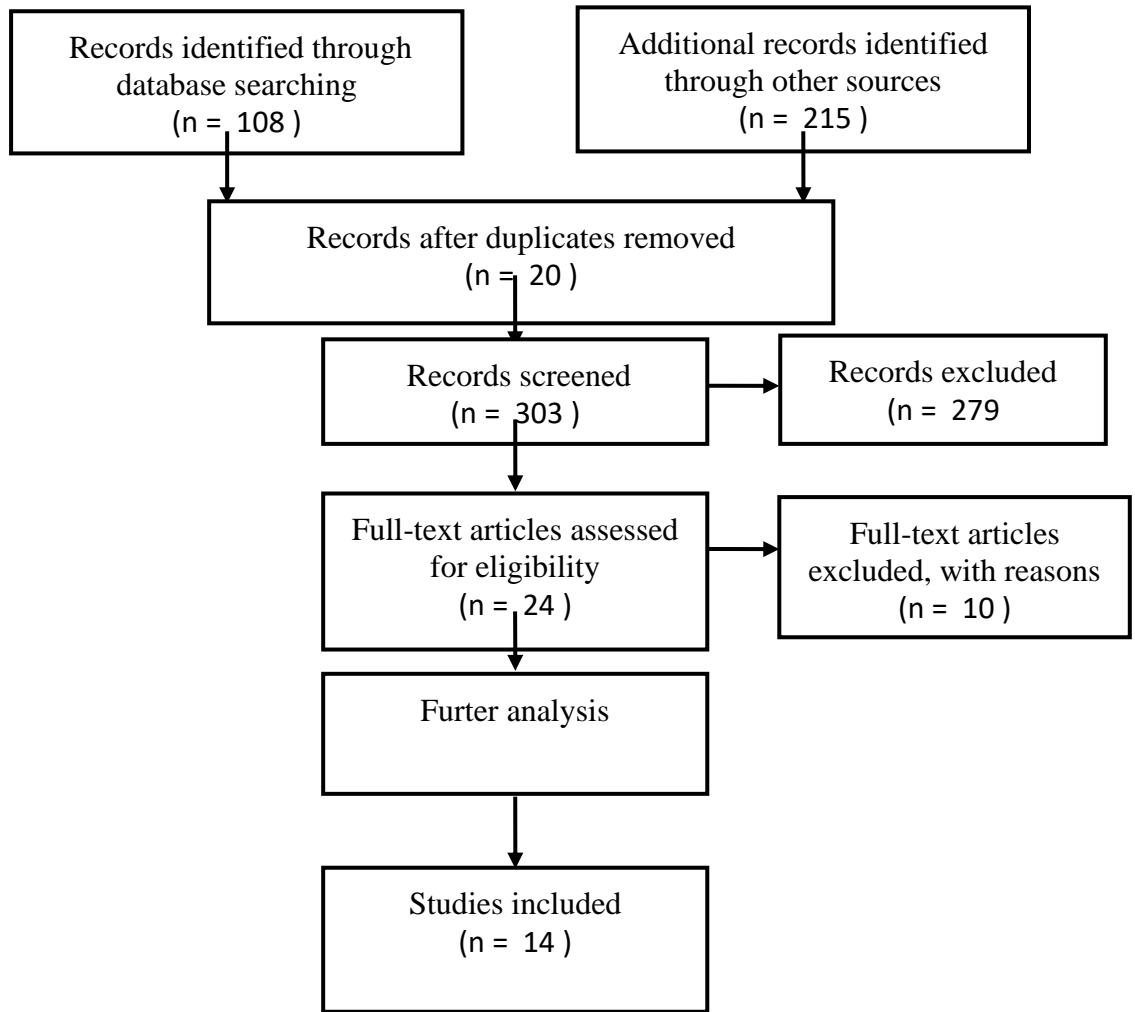 Records identified through
database searching
(n = 108 )
Additional records identified
through other sources
(n = 215 )
Records after duplicates removed
(n = 20 )
Records screened
(n = 303 )
Records excluded
(n = 279
Full-text articles assessed
for eligibility
(n = 24 )
Full-text articles
excluded, with reasons
(n = 10 )
Furter analysis
Studies included
(n = 14 )